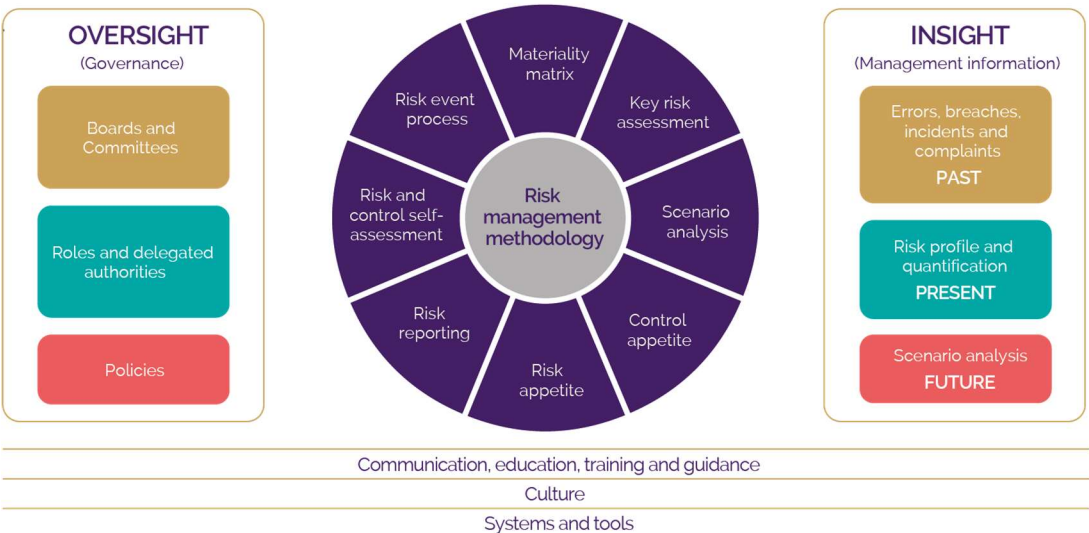 OVERSIGHT
(Governance)
Boards and
Committees
Roles and delegated
authorities
Policies
Materiality
matrix
Key risk
assessment
Scenario
analysis
Control
appetite
Risk
appetite
Risk
reporting
Risk and
control self-
assessment
Risk event
process
Risk
management
methodology
INSIGHT
(Management information)
Errors, breaches,
incidents and
complaints
PAST
Risk profile and
quantification
PRESENT
Scenario analysis
FUTURE
Communication, education, training and guidance
Culture
Systems and tools